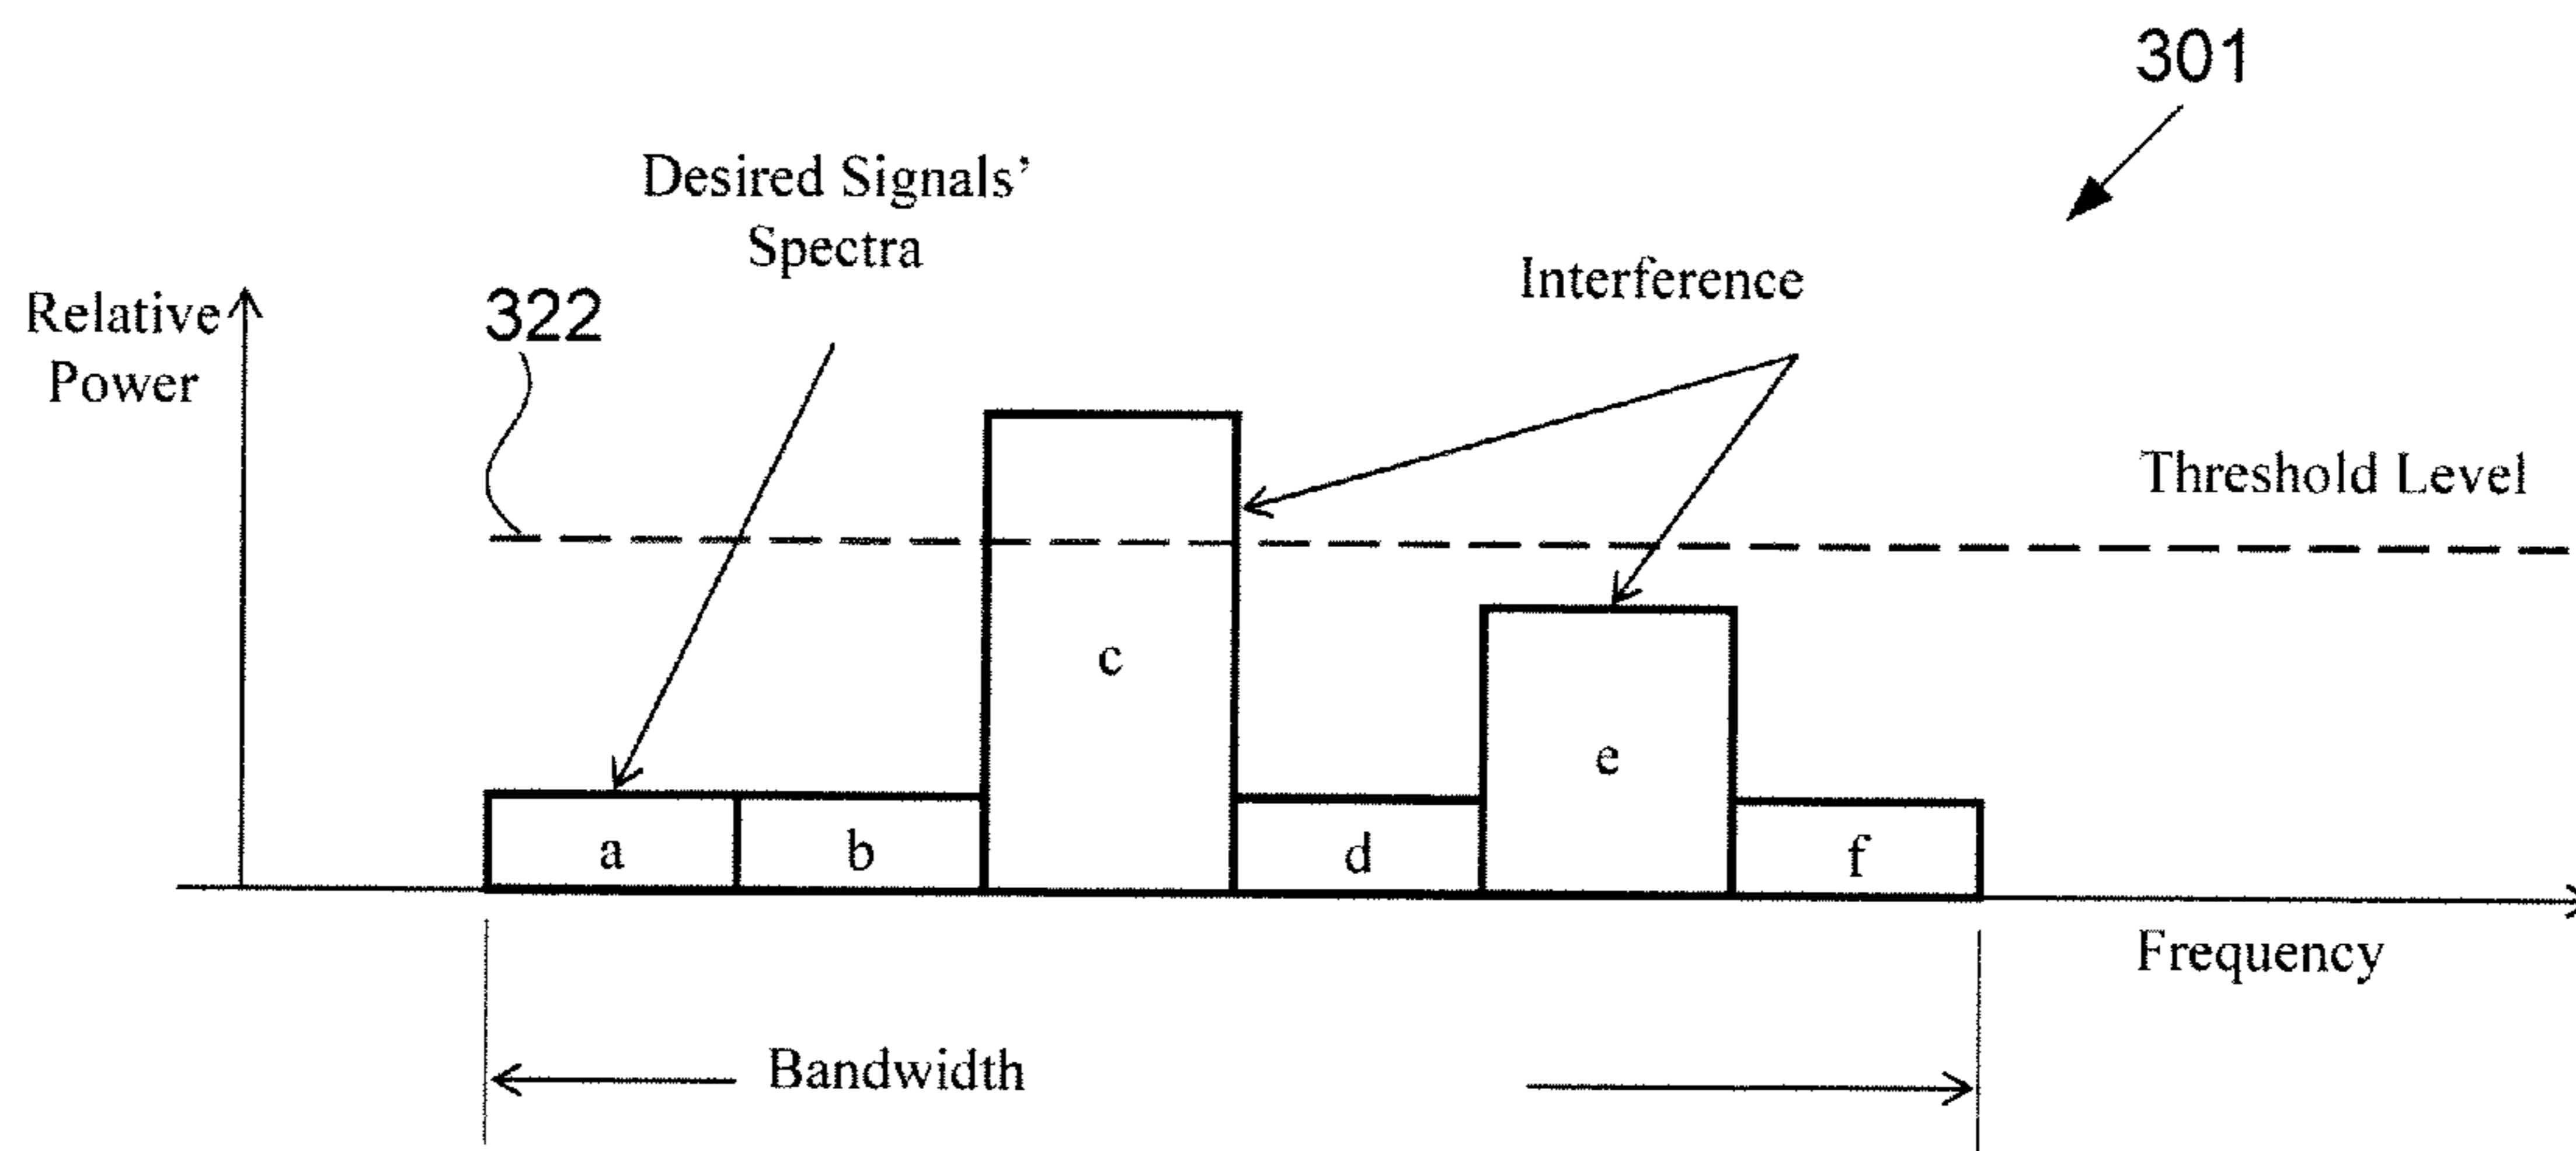 301
Desired Signals'
Spectra
Interference
Relative
Power
322
Threshold Level
c
e
a
b
d
f
Frequency
Bandwidth